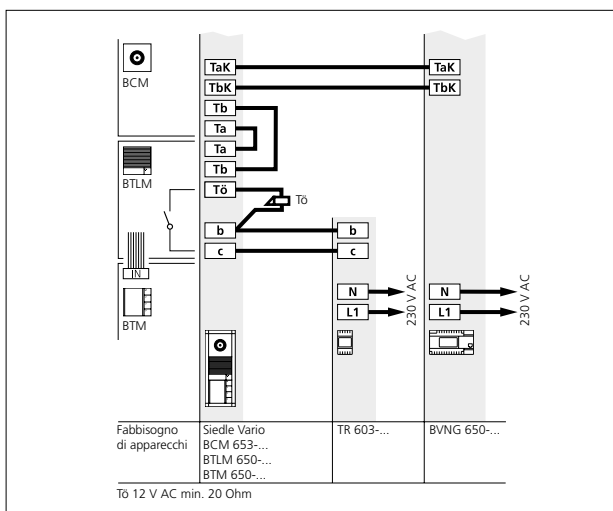 BCM
TaK
TaK
TbK
TbK
Tb
Ta
Ta
Tb
BTLM
Tö
Tö
b
b
c
c
IN
BTM
N
L1
230 V AC
N
L1
230 V AC
Fabbisogno
di apparecchi
Siedle Vario
BCM 653-...
BTLM 650-...
BTM 650-...
TR 603-...
BVNG 650-...
Tö 12 V AC min. 20 Ohm